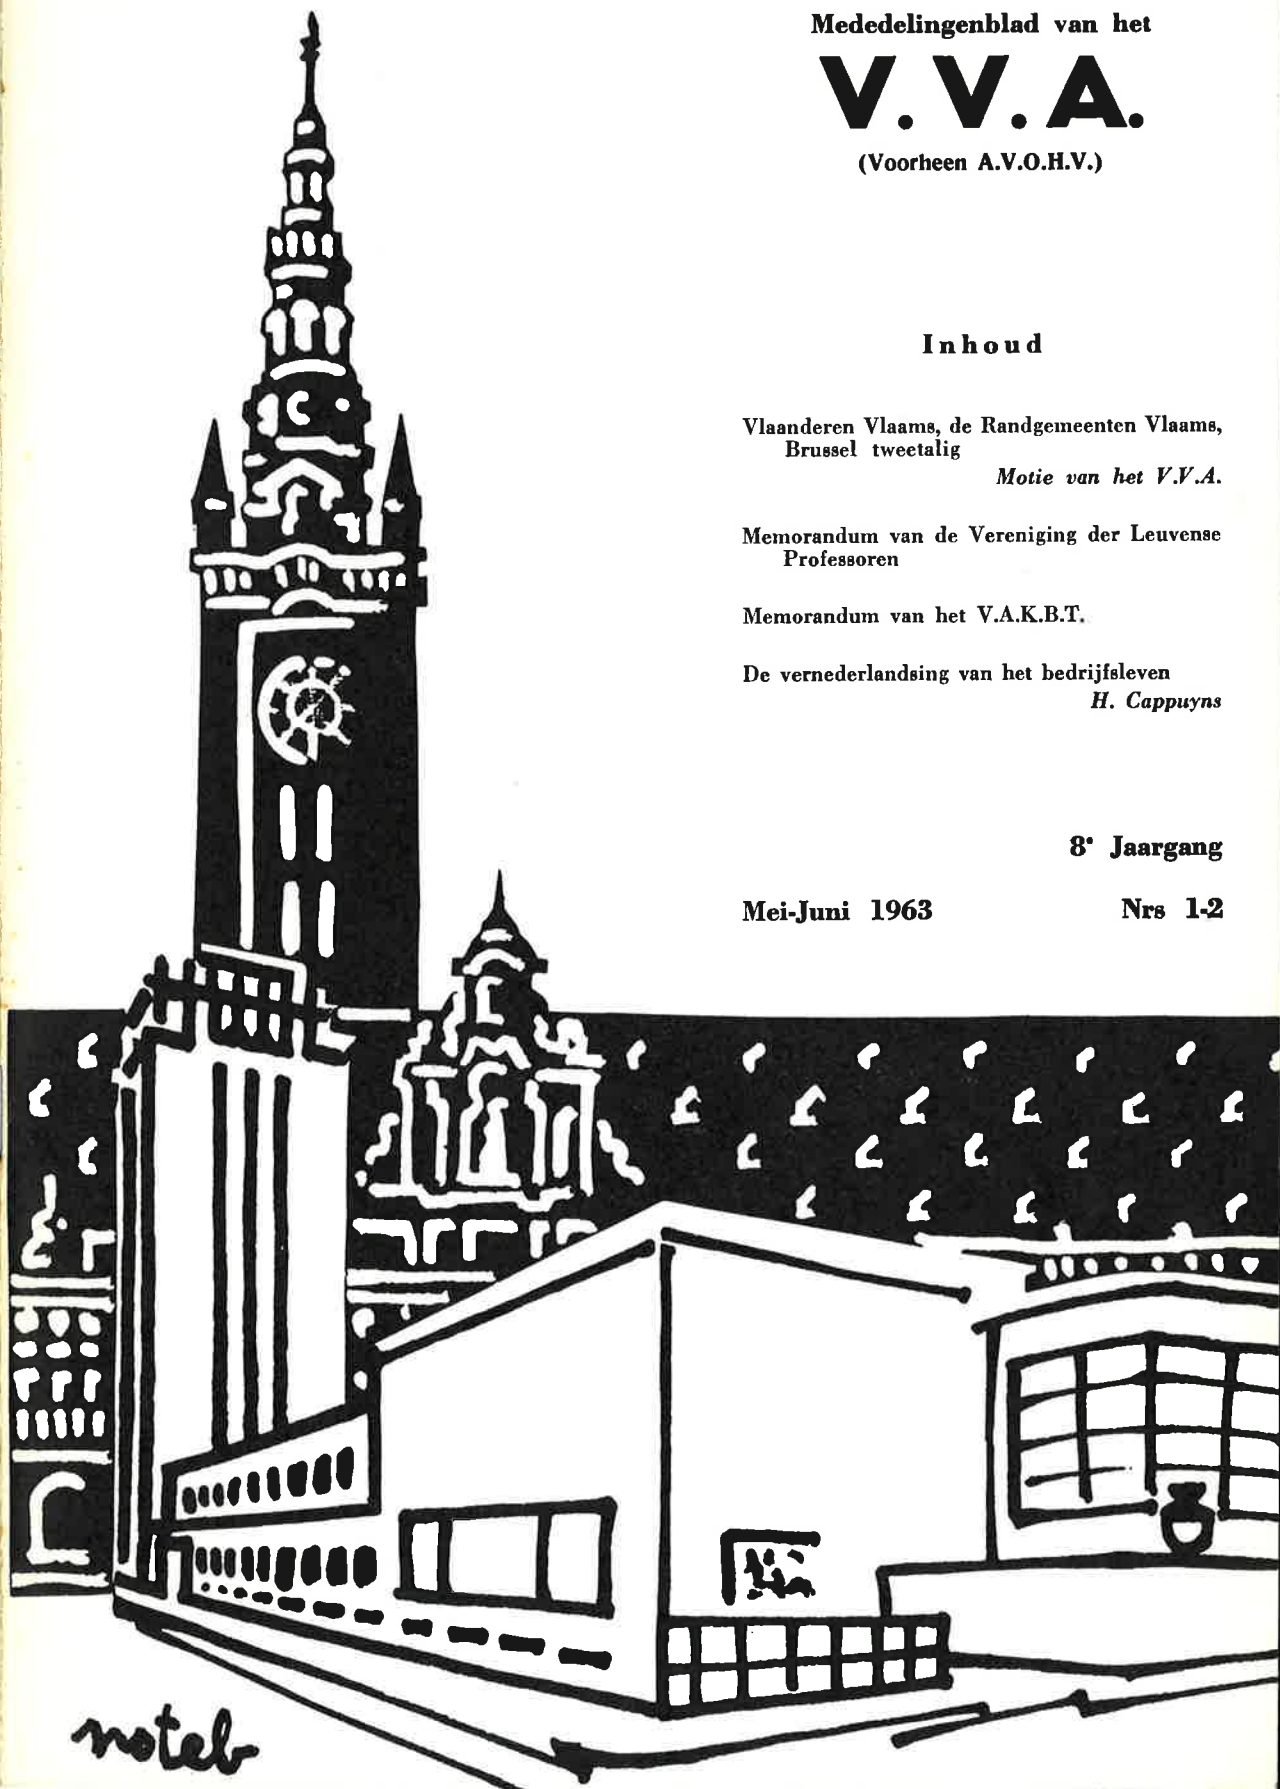 Mededelingenblad van het
V. V. A.
(Voorheen A.V.O.H.V.)
Inhoud
Vlaanderen Vlaams, de Randgemeenten Vlaams,
Brussel tweetalig
Motie van het V.V.A.
Memorandum van de Vereniging der Leuvense
Professoren
Memorandum van het V.A.K.B.T.
De vernederlandsing van het bedrijfsleven
H. Cappuyns
8e Jaargang
Mei-Juni 1963 Nrs 1-2
noteb